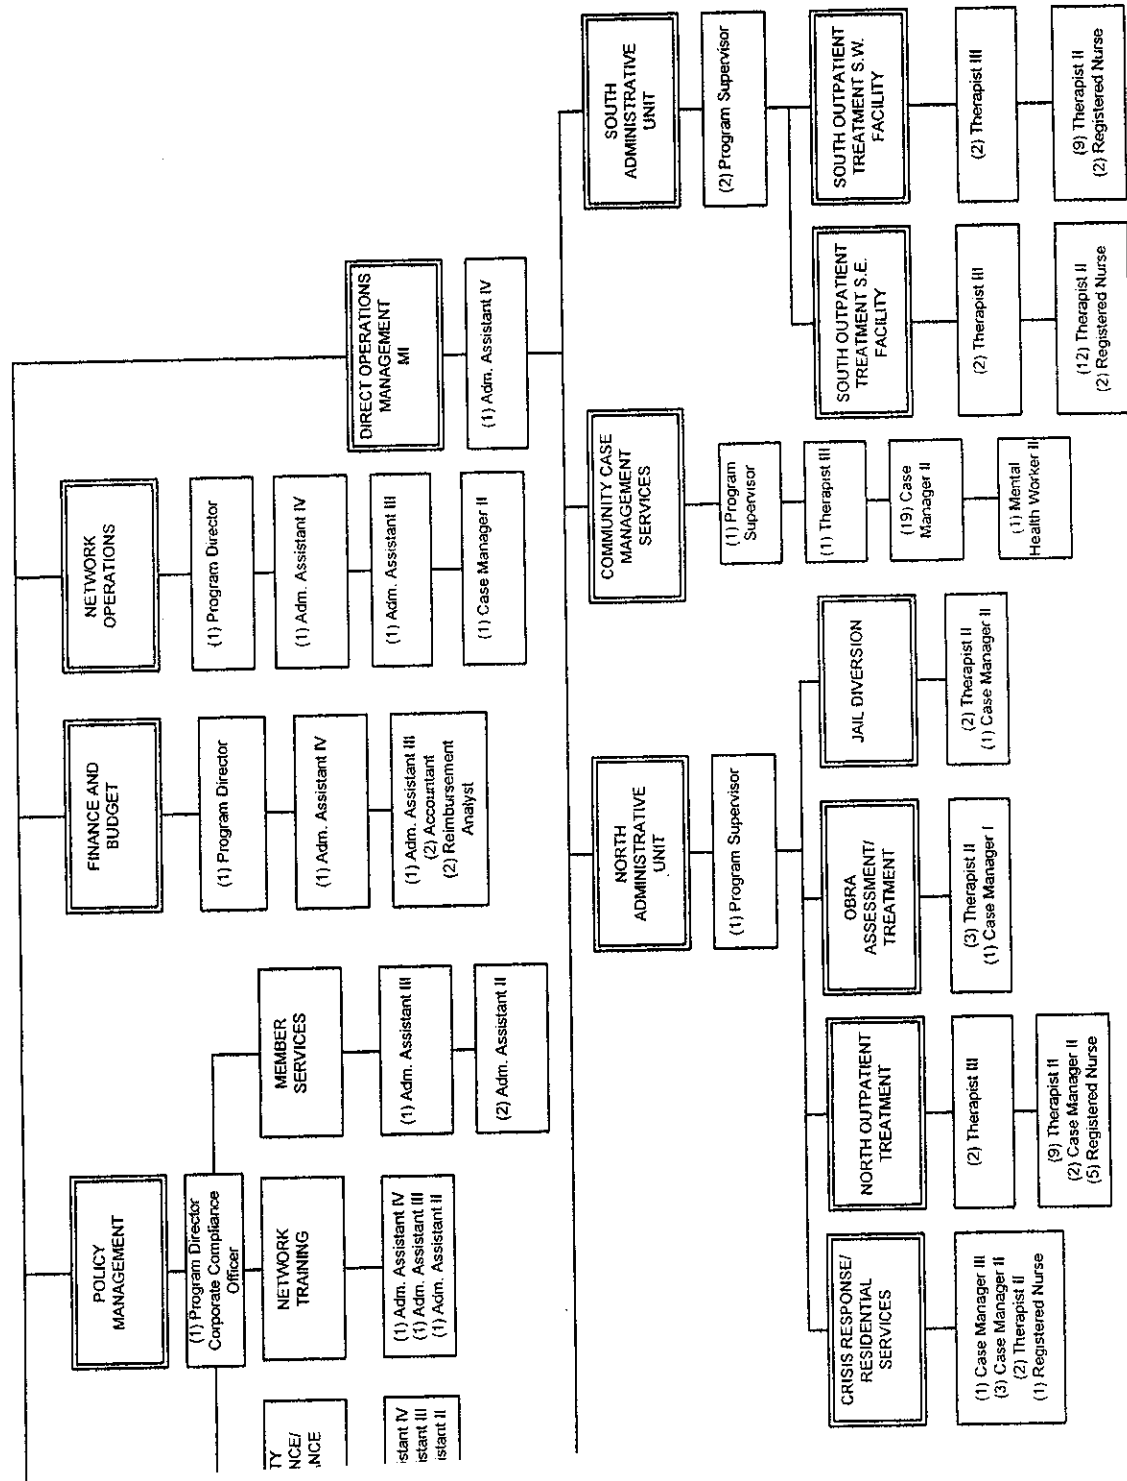 POLICY
MANAGEMENT
(1) Program Director
Corporate Compliance
Officer
NETWORK
TRAINING
(1) Adm. Assistant IV
(1) Adm. Assistant III
(1) Adm. Assistant II
MEMBER
SERVICES
(1) Adm. Assistant III
(2) Adm. Assistant II
TY
NCE/
NCE
istant IV
istant III
istant II
FINANCE AND
BUDGET
(1) Program Director
(1) Adm. Assistant IV
(1) Adm. Assistant III
(2) Accountant
(2) Reimbursement
Analyst
NETWORK
OPERATIONS
(1) Program Director
(1) Adm. Assistant IV
(1) Adm. Assistant III
(1) Case Manager II
DIRECT OPERATIONS
MANAGEMENT
MI
(1) Adm. Assistant IV
NORTH
ADMINISTRATIVE
UNIT
(1) Program Supervisor
CRISIS RESPONSE/
RESIDENTIAL
SERVICES
(1) Case Manager III
(3) Case Manager II
(2) Therapist II
(1) Registered Nurse
NORTH OUTPATIENT
TREATMENT
(2) Therapist III
(9) Therapist II
(2) Case Manager II
(5) Registered Nurse
OBRA
ASSESSMENT/
TREATMENT
(3) Therapist II
(1) Case Manager I
JAIL DIVERSION
(2) Therapist II
(1) Case Manager II
COMMUNITY CASE
MANAGEMENT
SERVICES
(1) Program
Supervisor
(1) Therapist III
(19) Case
Manager II
(1) Mental
Health Worker II
SOUTH
ADMINISTRATIVE
UNIT
(2) Program Supervisor
SOUTH OUTPATIENT
TREATMENT S.E.
FACILITY
(2) Therapist III
(12) Therapist II
(2) Registered Nurse
SOUTH OUTPATIENT
TREATMENT S.W.
FACILITY
(2) Therapist III
(9) Therapist II
(2) Registered Nurse